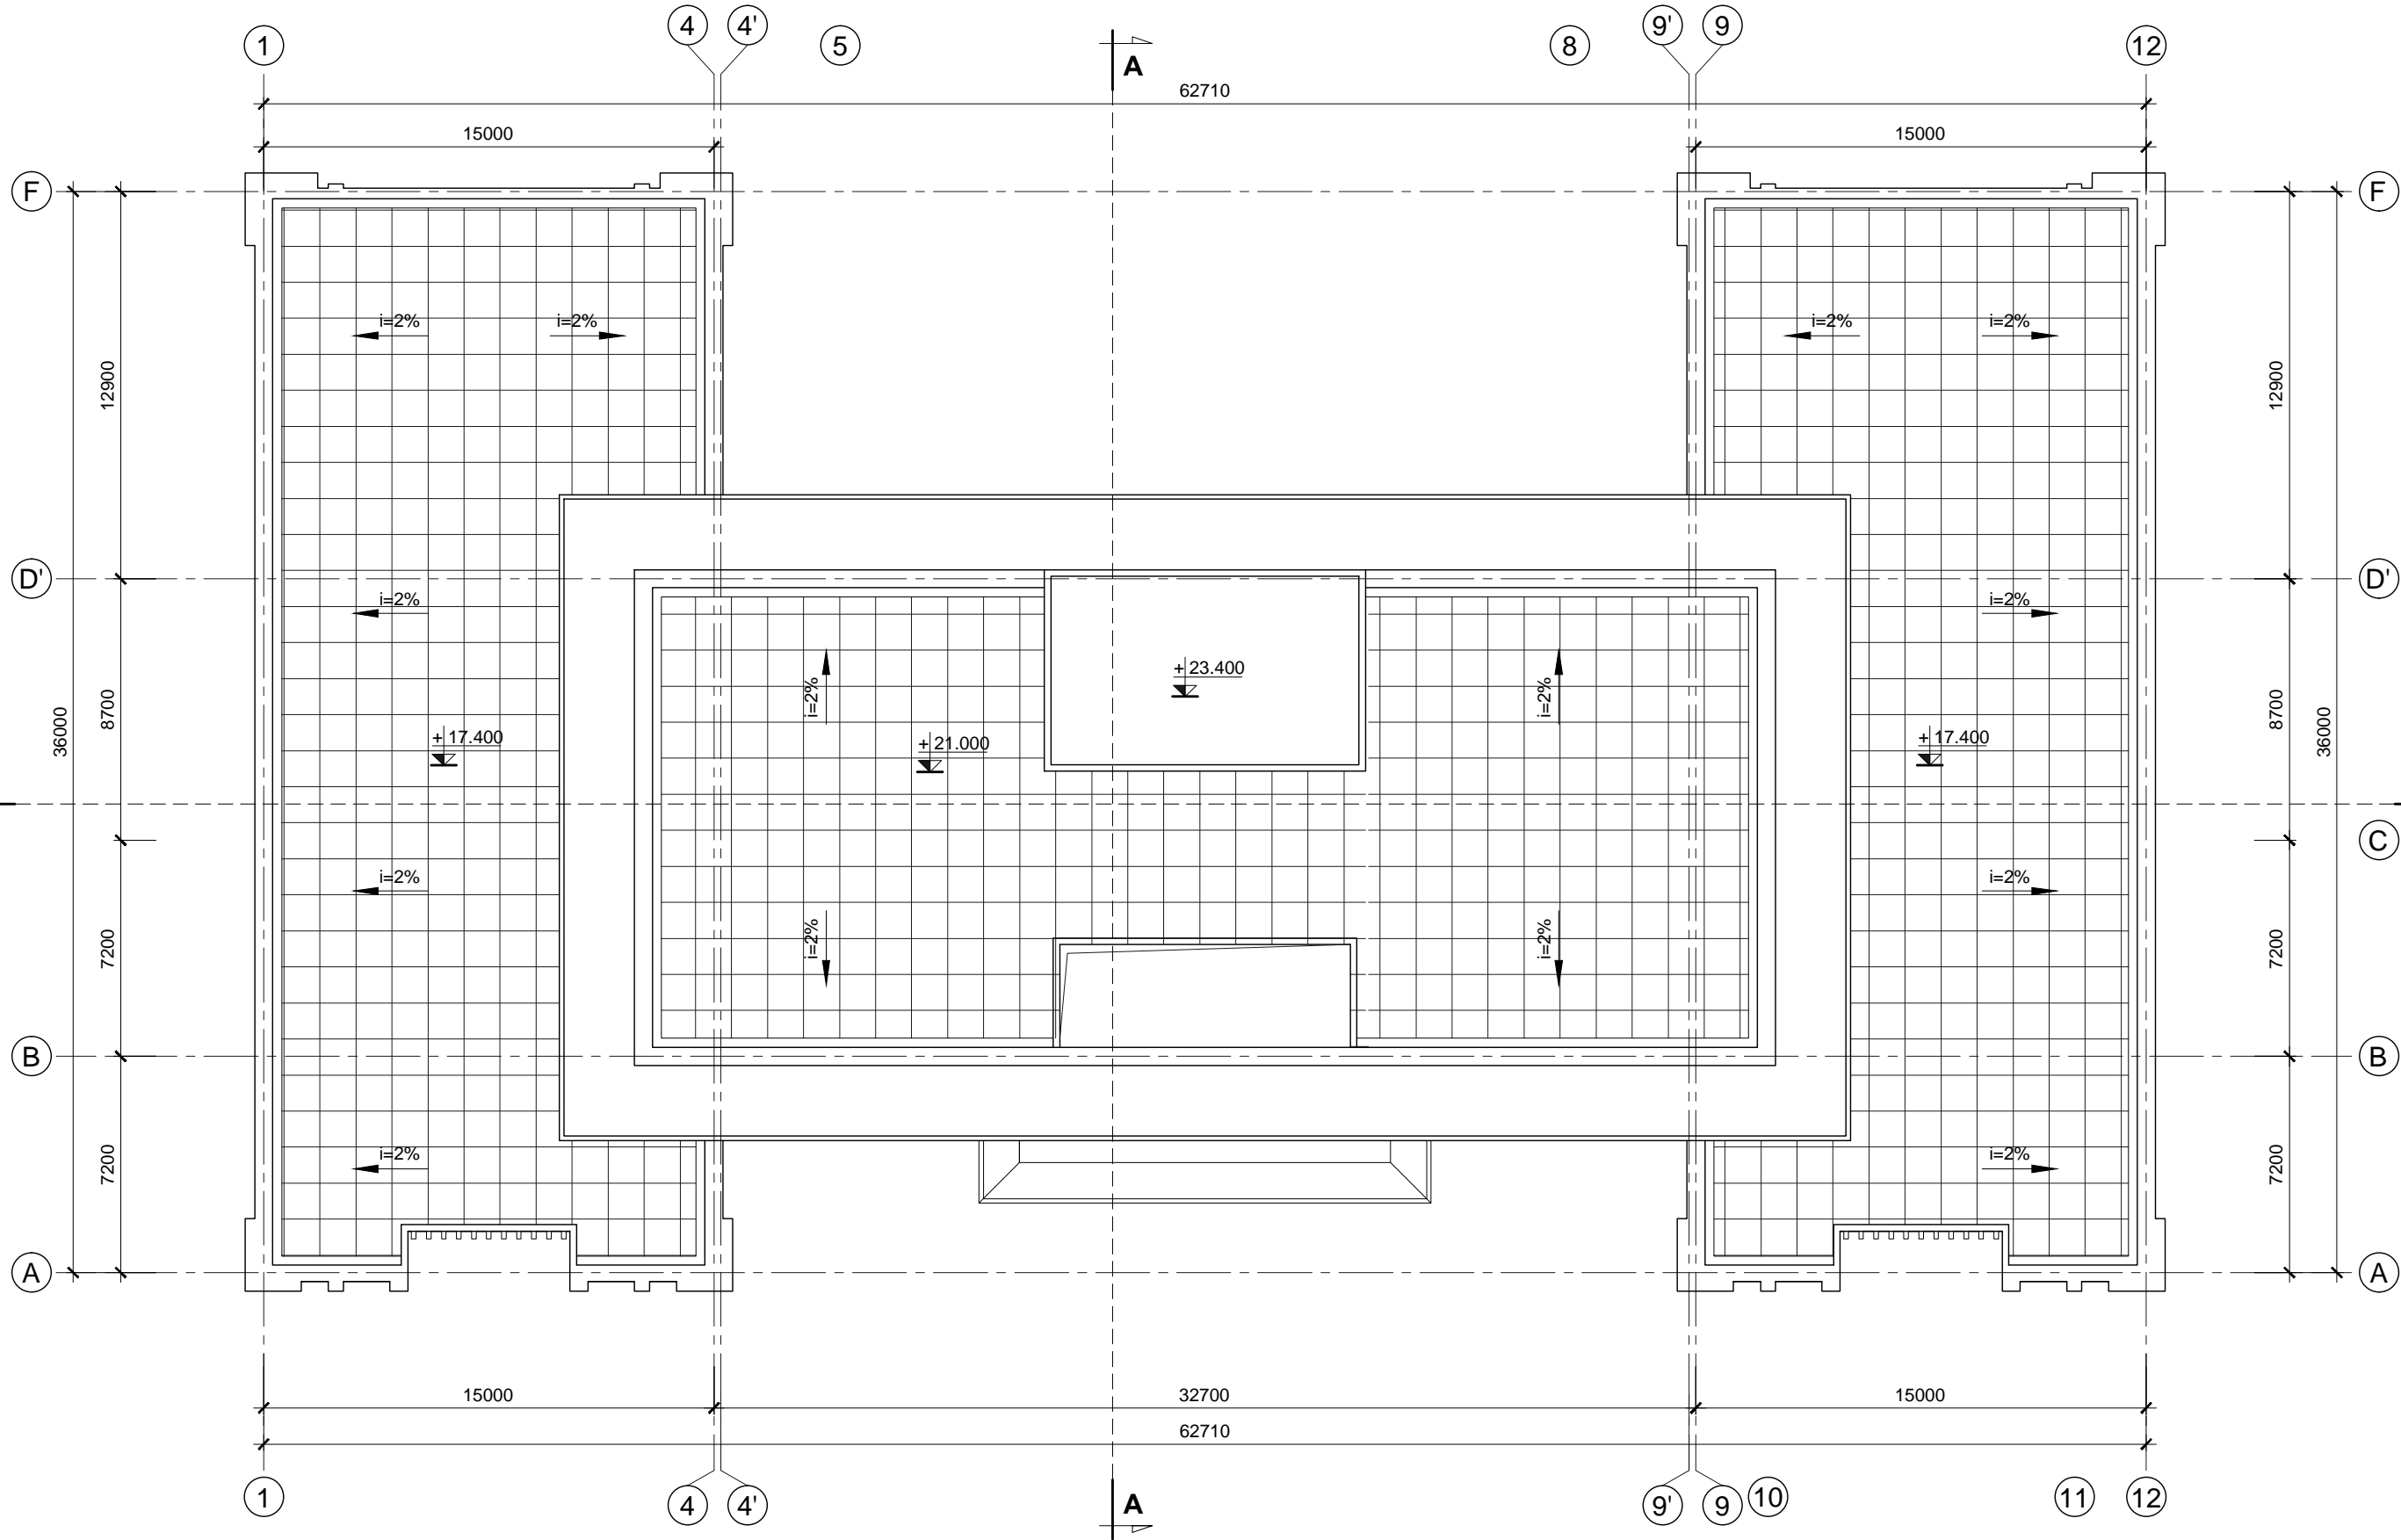 4 4' 9' 9
1 5 8 12
A
62710
15000 15000
F F
i=2% i=2% i=2% i=2%
12900 12900
D' D'
i=2% i=2%
+ 23.400
i=2% i=2%
8700 8700
36000 36000
+ 17.400 + 21.000 + 17.400
C
i=2% i=2%
i=2% i=2%
7200 7200
B B
i=2% i=2%
7200 7200
A A
15000 32700 15000
62710
1 10 11 12
4 4' A 9' 9